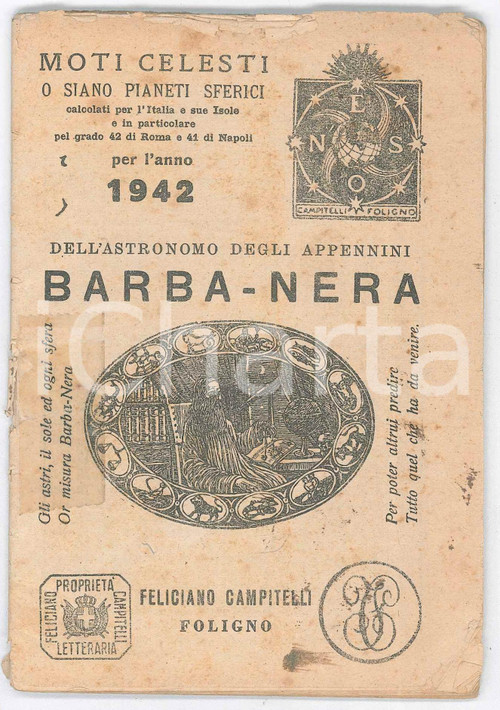 MOTI CELESTI
O SIANO PIANETI SFERICI
calcolati per l'Italia e sue Isole
e in particolare
pel grado 42 di Roma e 41 di Napoli
per l'anno
1942
E
N S
O
CAMPITELLI FOLIGNO
DELL'ASTRONOMO DEGLI APPENNINI
BARBA-NERA
iCharta
Gli astri, il sole ed ogni sfera
Or misura Barba-Nera
Per poter altrui predire
Tutto quel che ha da venire.
FELICIANO CAMPITELLI
PROPRIETÀ
LETTERARIA
FELICIANO CAMPITELLI
FOLIGNO